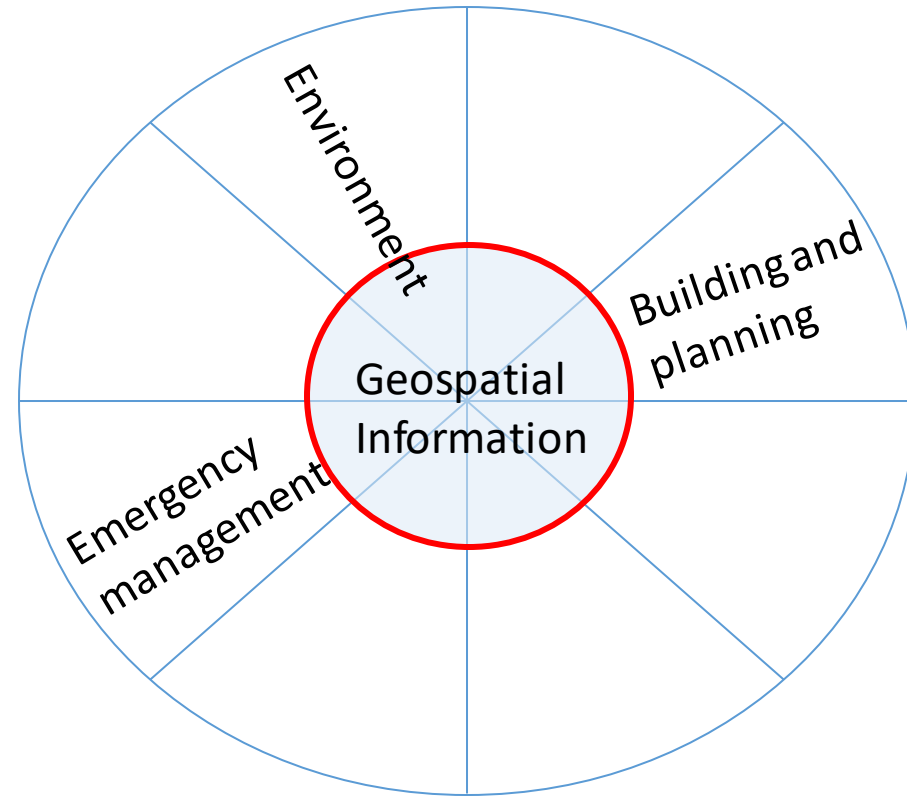 Environment
Building and
planning
Geospatial
Information
Emergency
management